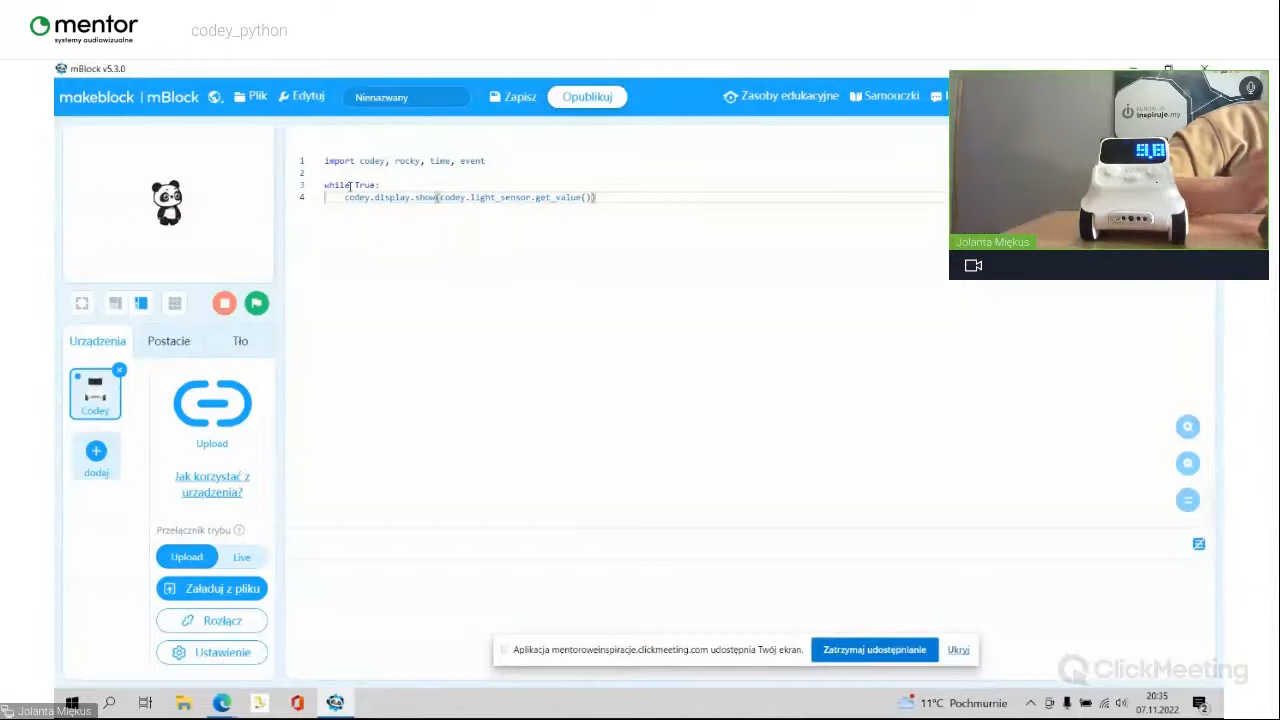 mentor
systemy audiowizualne
codey_python
mBlock v5.3.0
makeblock | mBlock
Plik
Edytuj
Nienazwany
Zapisz
Opublikuj
Zasoby edukacyjne
Samouczki
inspiruje.my
Jolanta Miękus
1 import codey, rocky, time, event
2
3 while True:
4 codey.display.show(codey.light_sensor.get_value())
Urządzenia
Postacie
Tło
Codey
dodaj
Upload
Jak korzystać z
urządzenia?
Przełącznik trybu
Upload
Live
Załaduj z pliku
Rozłącz
Ustawienie
Aplikacja mentoroweinspiracje.clickmeeting.com udostępnia Twój ekran.
Zatrzymaj udostępnianie
Ukryj
ClickMeeting
11°C Pochmurnie
20:35
07.11.2022
2
Jolanta Miękus